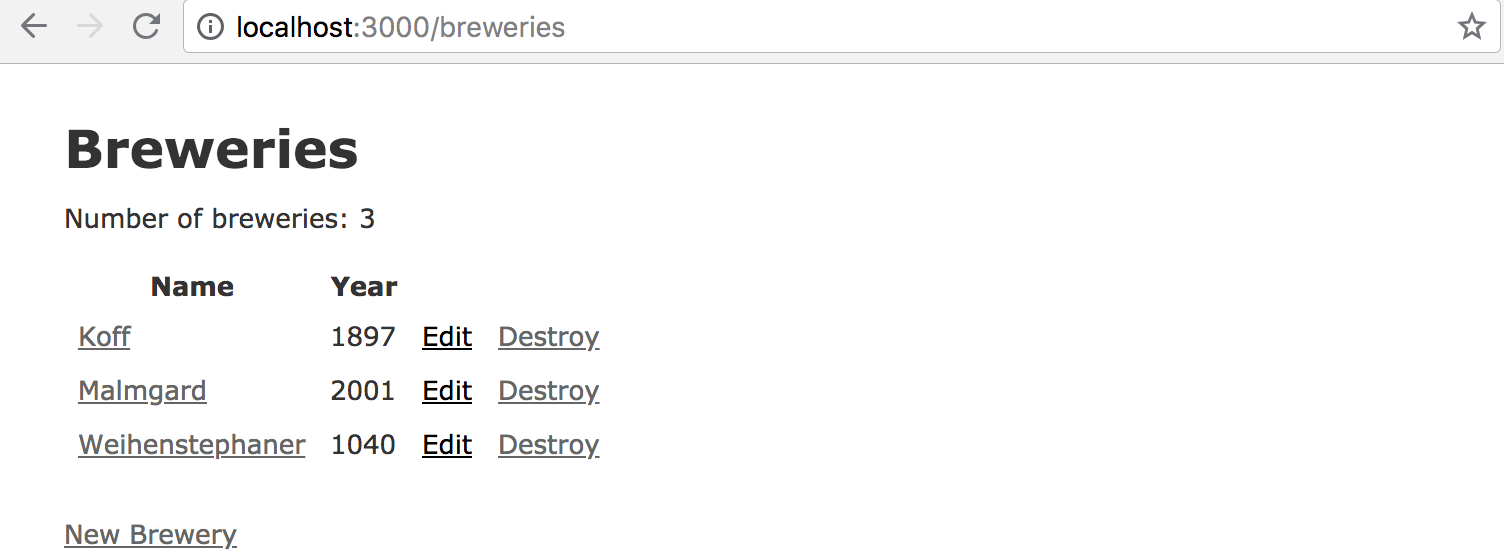 localhost:3000/breweries
Breweries
Number of breweries: 3
Name Year
Koff 1897 Edit Destroy
Malmgard 2001 Edit Destroy
Weihenstephaner 1040 Edit Destroy
New Brewery